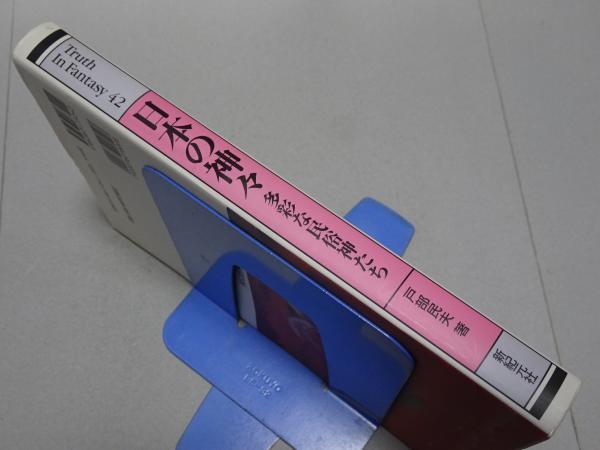 Truth
In Fantasy 42
日本の神々
多彩な民俗神たち
戸部民夫 著
新紀元社